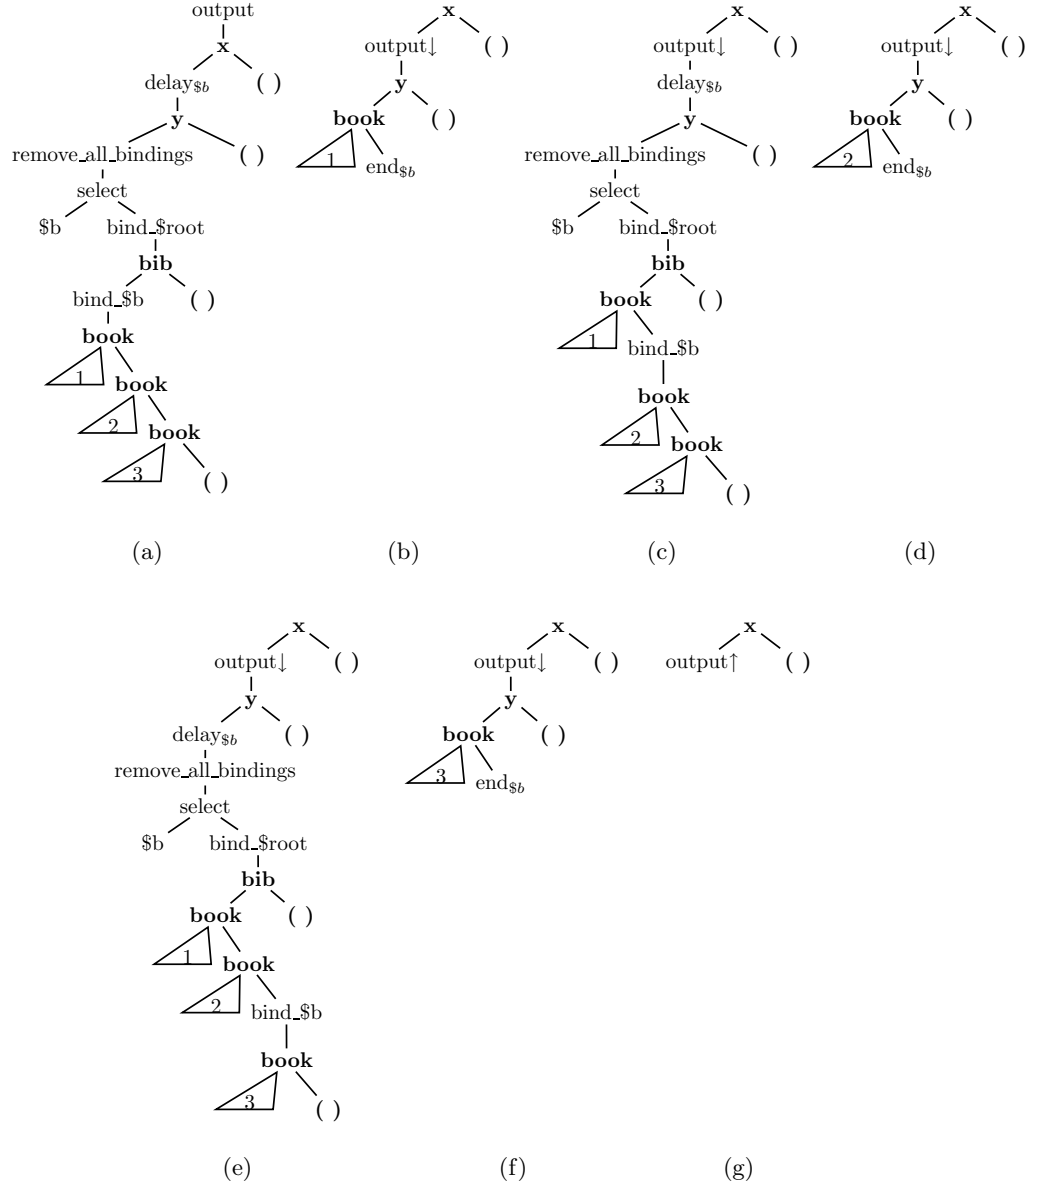 output x output↓ ( )
x
output↓ ( )
x
output↓ ( )
x
delay$b ( )
y
delay$b
y
y ( )
book ( )
y
book ( )
remove_all_bindings ( )
1 end$b
remove_all_bindings ( )
2 end$b
select
select
$b bind_$root
$b bind_$root
bib
bib
bind_$b ( )
book ( )
book
1 bind_$b
1 book
book
2 book
2 book
3 ( )
3 ( )
(a) (b) (c) (d)
x x x
output↓ ( ) output↓ ( ) output↑ ( )
y y
delay$b ( ) book ( )
remove_all_bindings 3 end$b
select
$b bind_$root
bib
book ( )
1 book
2 bind_$b
book
3 ( )
(e) (f) (g)